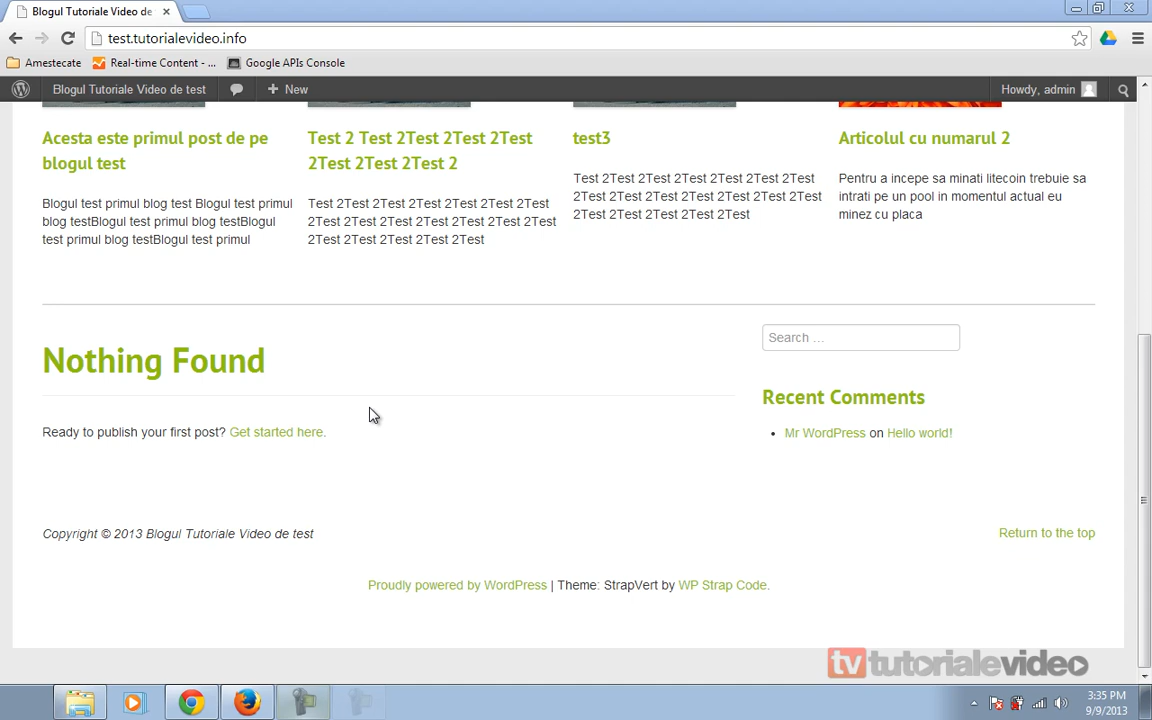 Blogul Tutoriale Video de
test.tutorialevideo.info
Amestecate
Real-time Content - ...
Google APIs Console
Blogul Tutoriale Video de test
New
Howdy, admin
Acesta este primul post de pe
blogul test
Blogul test primul blog test Blogul test primul
blog testBlogul test primul blog testBlogul
test primul blog testBlogul test primul
Test 2 Test 2Test 2Test 2Test
2Test 2Test 2Test 2
Test 2Test 2Test 2Test 2Test 2Test 2Test
2Test 2Test 2Test 2Test 2Test 2Test 2Test
2Test 2Test 2Test 2Test 2Test
test3
Test 2Test 2Test 2Test 2Test 2Test 2Test
2Test 2Test 2Test 2Test 2Test 2Test 2Test
2Test 2Test 2Test 2Test 2Test
Articolul cu numarul 2
Pentru a incepe sa minati litecoin trebuie sa
intrati pe un pool in momentul actual eu
minez cu placa
Nothing Found
Ready to publish your first post? Get started here.
Search …
Recent Comments
Mr WordPress on Hello world!
Copyright © 2013 Blogul Tutoriale Video de test
Return to the top
Proudly powered by WordPress | Theme: StrapVert by WP Strap Code.
tv tutorialevideo
3:35 PM
9/9/2013